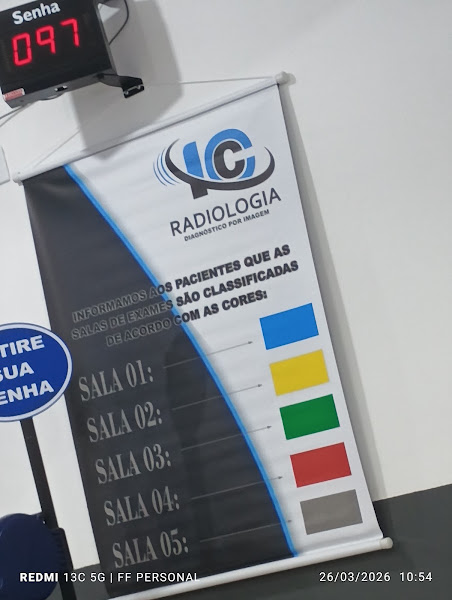 Senha
097
ICC
RADIOLOGIA
DIAGNÓSTICO POR IMAGEM
INFORMAMOS AOS PACIENTES QUE AS
SALAS DE EXAMES SÃO CLASSIFICADAS
DE ACORDO COM AS CORES:
TIRE
SUA
SENHA
SALA 01:
SALA 02:
SALA 03:
SALA 04:
SALA 05:
REDMI 13C 5G | FF PERSONAL
26/03/2026 10:54